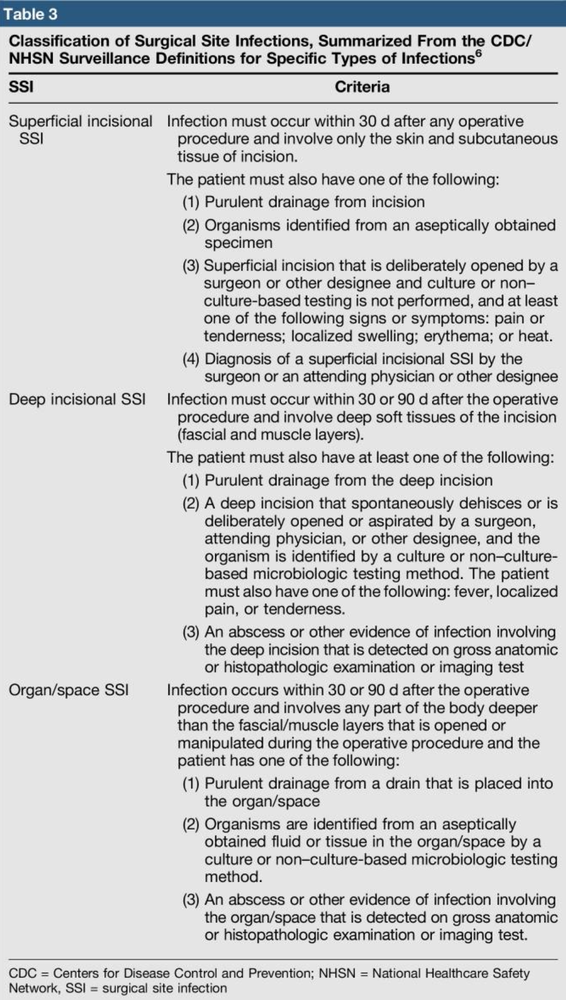 Table 3
Classification of Surgical Site Infections, Summarized From the CDC/
NHSN Surveillance Definitions for Specific Types of Infections6
SSI Criteria
Superficial incisional Infection must occur within 30 d after any operative
SSI procedure and involve only the skin and subcutaneous
tissue of incision.
The patient must also have one of the following:
(1) Purulent drainage from incision
(2) Organisms identified from an aseptically obtained
specimen
(3) Superficial incision that is deliberately opened by a
surgeon or other designee and culture or non–
culture-based testing is not performed, and at least
one of the following signs or symptoms: pain or
tenderness; localized swelling; erythema; or heat.
(4) Diagnosis of a superficial incisional SSI by the
surgeon or an attending physician or other designee
Deep incisional SSI Infection must occur within 30 or 90 d after the operative
procedure and involve deep soft tissues of the incision
(fascial and muscle layers).
The patient must also have at least one of the following:
(1) Purulent drainage from the deep incision
(2) A deep incision that spontaneously dehisces or is
deliberately opened or aspirated by a surgeon,
attending physician, or other designee, and the
organism is identified by a culture or non–culture-
based microbiologic testing method. The patient
must also have one of the following: fever, localized
pain, or tenderness.
(3) An abscess or other evidence of infection involving
the deep incision that is detected on gross anatomic
or histopathologic examination or imaging test
Organ/space SSI Infection occurs within 30 or 90 d after the operative
procedure and involves any part of the body deeper
than the fascial/muscle layers that is opened or
manipulated during the operative procedure and the
patient has one of the following:
(1) Purulent drainage from a drain that is placed into
the organ/space
(2) Organisms are identified from an aseptically
obtained fluid or tissue in the organ/space by a
culture or non–culture-based microbiologic testing
method.
(3) An abscess or other evidence of infection involving
the organ/space that is detected on gross anatomic
or histopathologic examination or imaging test.
CDC = Centers for Disease Control and Prevention; NHSN = National Healthcare Safety
Network, SSI = surgical site infection